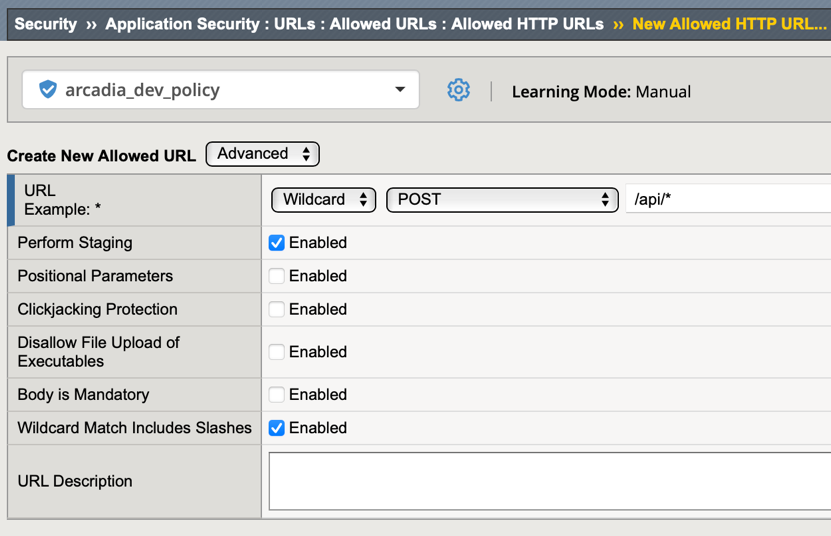 Security ›› Application Security : URLs : Allowed URLs : Allowed HTTP URLs ›› New Allowed HTTP URL...
arcadia_dev_policy
Learning Mode: Manual
Create New Allowed URL Advanced
URL
Example: *
Wildcard POST /api/*
Perform Staging Enabled
Positional Parameters Enabled
Clickjacking Protection Enabled
Disallow File Upload of
Executables
Enabled
Body is Mandatory Enabled
Wildcard Match Includes Slashes Enabled
URL Description